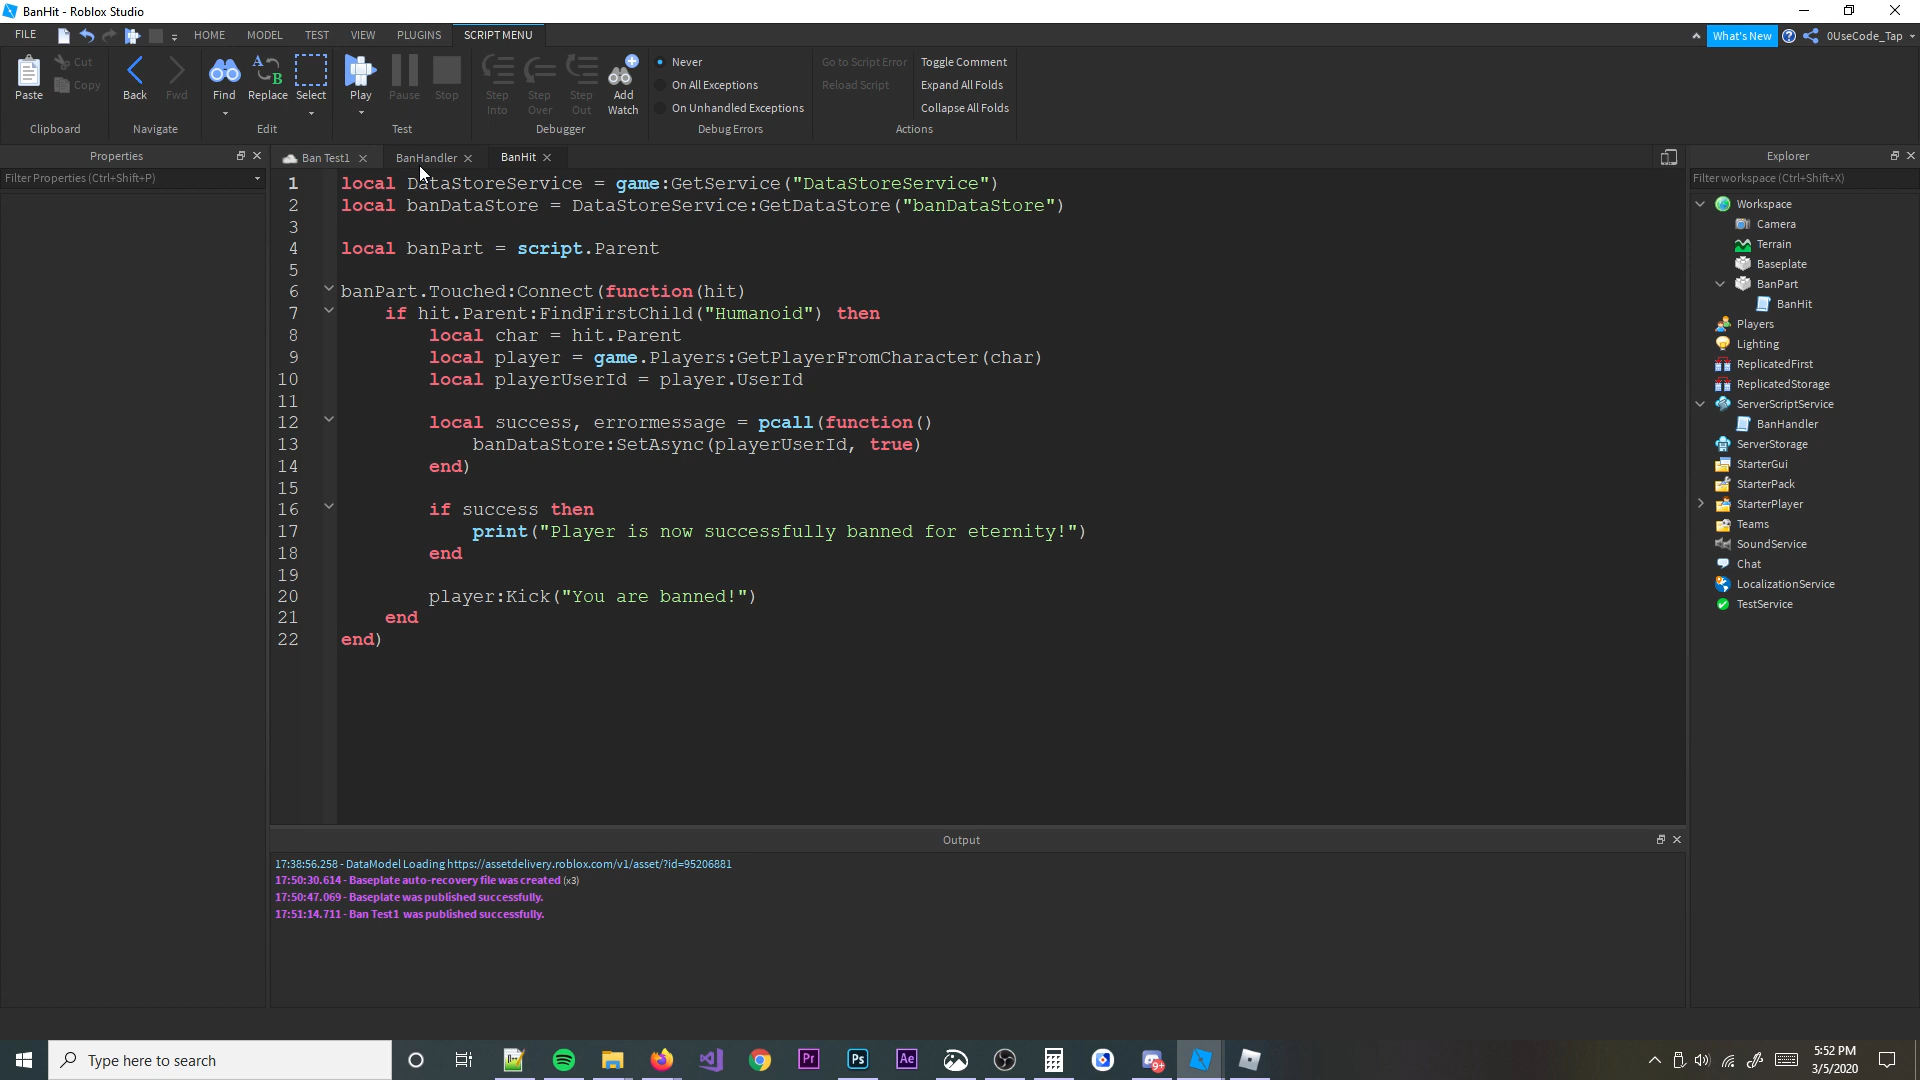 BanHit - Roblox Studio
FILE HOME MODEL TEST VIEW PLUGINS SCRIPT MENU What's New 0UseCode_Tap
Paste Cut Copy
Clipboard
Back Fwd
Navigate
Find Replace Select
Edit
Play Pause Stop
Test
Step Into Step Over Step Out Add Watch
Debugger
Never
On All Exceptions
On Unhandled Exceptions
Debug Errors
Go to Script Error
Reload Script
Toggle Comment
Expand All Folds
Collapse All Folds
Actions
Properties
Filter Properties (Ctrl+Shift+P)
Ban Test1 BanHandler BanHit
1 local DataStoreService = game:GetService("DataStoreService")
2 local banDataStore = DataStoreService:GetDataStore("banDataStore")
3
4 local banPart = script.Parent
5
6 banPart.Touched:Connect(function(hit)
7 if hit.Parent:FindFirstChild("Humanoid") then
8 local char = hit.Parent
9 local player = game.Players:GetPlayerFromCharacter(char)
10 local playerUserId = player.UserId
11
12 local success, errormessage = pcall(function()
13 banDataStore:SetAsync(playerUserId, true)
14 end)
15
16 if success then
17 print("Player is now successfully banned for eternity!")
18 end
19
20 player:Kick("You are banned!")
21 end
22 end)
Explorer
Filter workspace (Ctrl+Shift+X)
Workspace
Camera
Terrain
Baseplate
BanPart
BanHit
Players
Lighting
ReplicatedFirst
ReplicatedStorage
ServerScriptService
BanHandler
ServerStorage
StarterGui
StarterPack
StarterPlayer
Teams
SoundService
Chat
LocalizationService
TestService
Output
17:38:56.258 - DataModel Loading https://assetdelivery.roblox.com/v1/asset/?id=95206881
17:50:30.614 - Baseplate auto-recovery file was created (x3)
17:50:47.069 - Baseplate was published successfully.
17:51:14.711 - Ban Test1 was published successfully.
Type here to search
Pr Ps Ae 9+
5:52 PM
3/5/2020